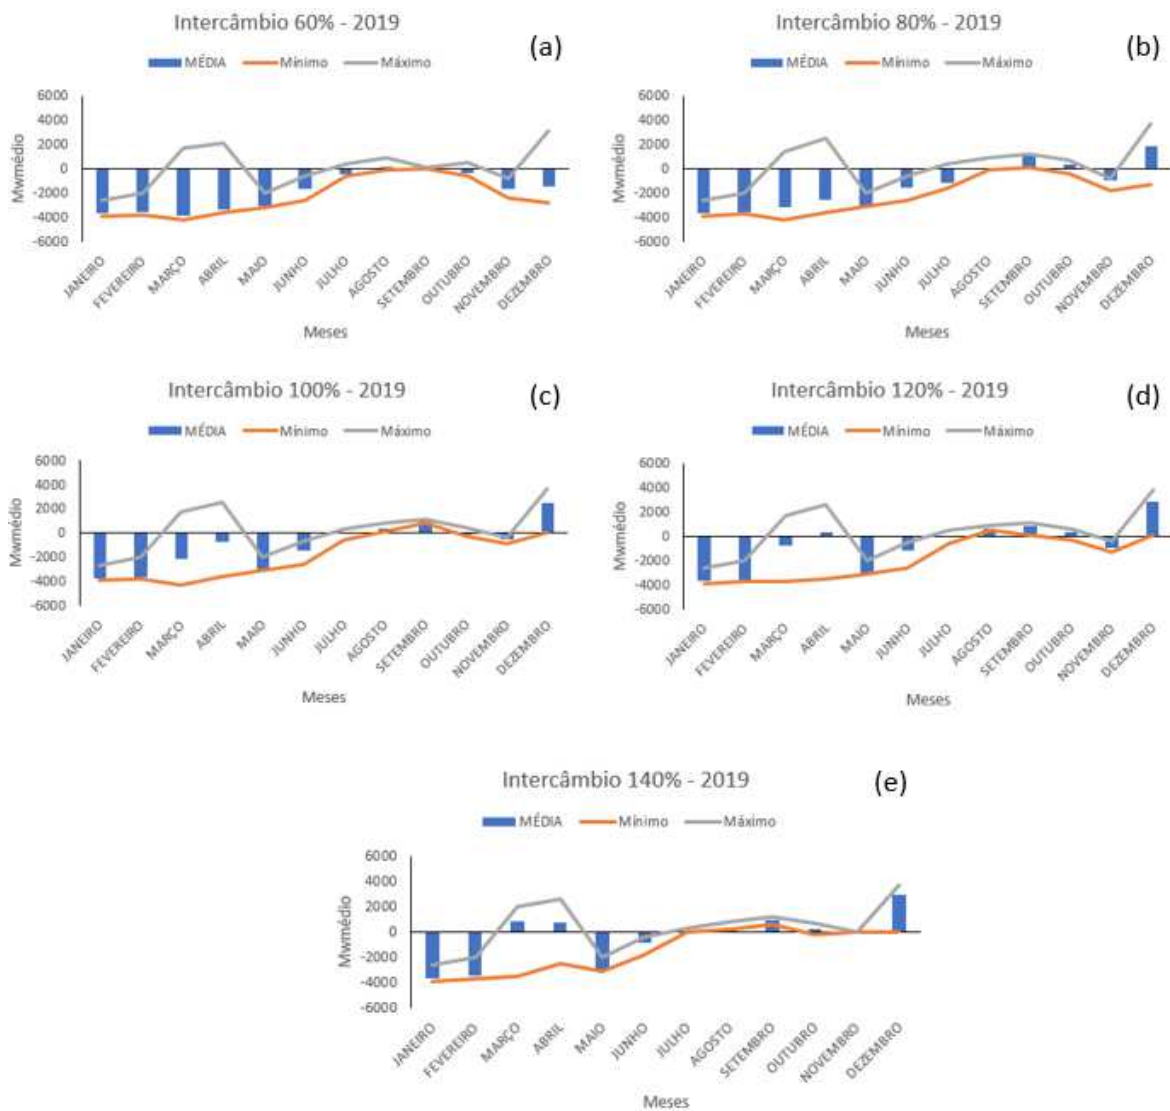 Intercâmbio 60% - 2019
(a)
MÉDIA Mínimo Máximo
6000
4000
2000
0
-2000
-4000
-6000
Mwmédio
JANEIRO
FEVEREIRO
MARÇO
ABRIL
MAIO
JUNHO
JULHO
AGOSTO
SETEMBRO
OUTUBRO
NOVEMBRO
DEZEMBRO
Meses
Intercâmbio 80% - 2019
(b)
MÉDIA Mínimo Máximo
6000
4000
2000
0
-2000
-4000
-6000
Mwmédio
JANEIRO
FEVEREIRO
MARÇO
ABRIL
MAIO
JUNHO
JULHO
AGOSTO
SETEMBRO
OUTUBRO
NOVEMBRO
DEZEMBRO
Meses
Intercâmbio 100% - 2019
(c)
MÉDIA Mínimo Máximo
6000
4000
2000
0
-2000
-4000
-6000
Mwmédio
JANEIRO
FEVEREIRO
MARÇO
ABRIL
MAIO
JUNHO
JULHO
AGOSTO
SETEMBRO
OUTUBRO
NOVEMBRO
DEZEMBRO
Meses
Intercâmbio 120% - 2019
(d)
MÉDIA Mínimo Máximo
6000
4000
2000
0
-2000
-4000
-6000
Mwmédio
JANEIRO
FEVEREIRO
MARÇO
ABRIL
MAIO
JUNHO
JULHO
AGOSTO
SETEMBRO
OUTUBRO
NOVEMBRO
DEZEMBRO
Meses
Intercâmbio 140% - 2019
(e)
MÉDIA Mínimo Máximo
6000
4000
2000
0
-2000
-4000
-6000
Mwmédio
JANEIRO
FEVEREIRO
MARÇO
ABRIL
MAIO
JUNHO
JULHO
AGOSTO
SETEMBRO
OUTUBRO
NOVEMBRO
DEZEMBRO
Meses